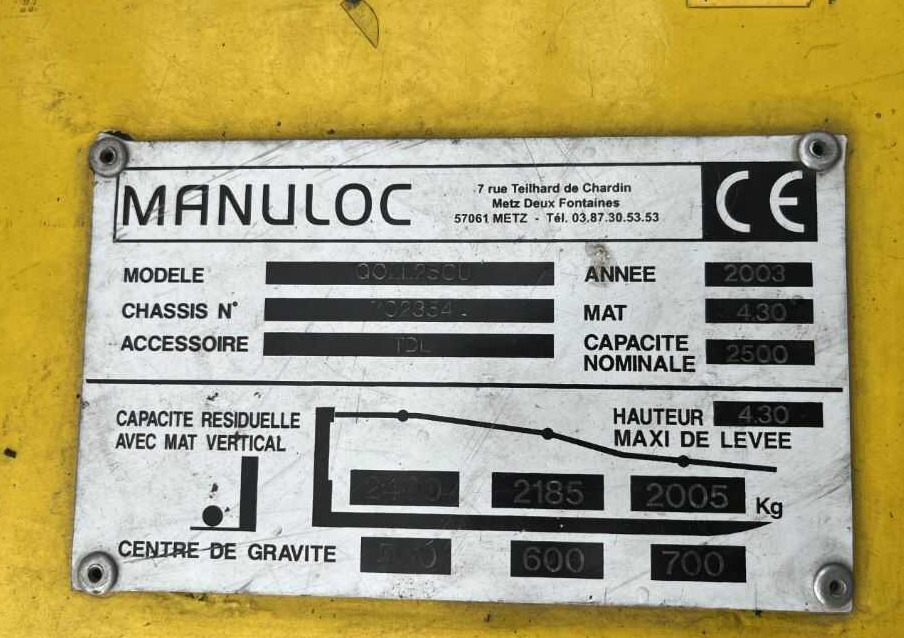 MANULOC
7 rue Teilhard de Chardin
Metz Deux Fontaines
57061 METZ - Tél. 03.87.30.53.53
CE
MODELE
ANNEE 2003
CHASSIS N°
MAT 4.30
ACCESSOIRE TDL
CAPACITE
NOMINALE 2500
CAPACITE RESIDUELLE
AVEC MAT VERTICAL
HAUTEUR 4.30
MAXI DE LEVEE
2185 2005 Kg
CENTRE DE GRAVITE 600 700